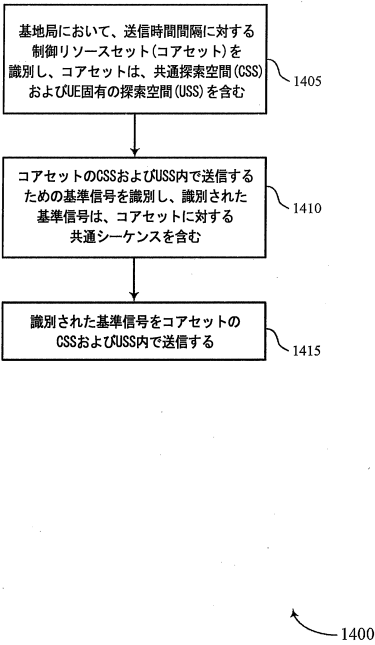 基地局において、送信時間間隔に対する
制御リソースセット(コアセット)を
識別し、コアセットは、共通探索空間(CSS)
およびUE固有の探索空間(USS)を含む
1405
コアセットのCSSおよびUSS内で送信する
ための基準信号を識別し、識別された
基準信号は、コアセットに対する
共通シーケンスを含む
1410
識別された基準信号をコアセットの
CSSおよびUSS内で送信する
1415
1400